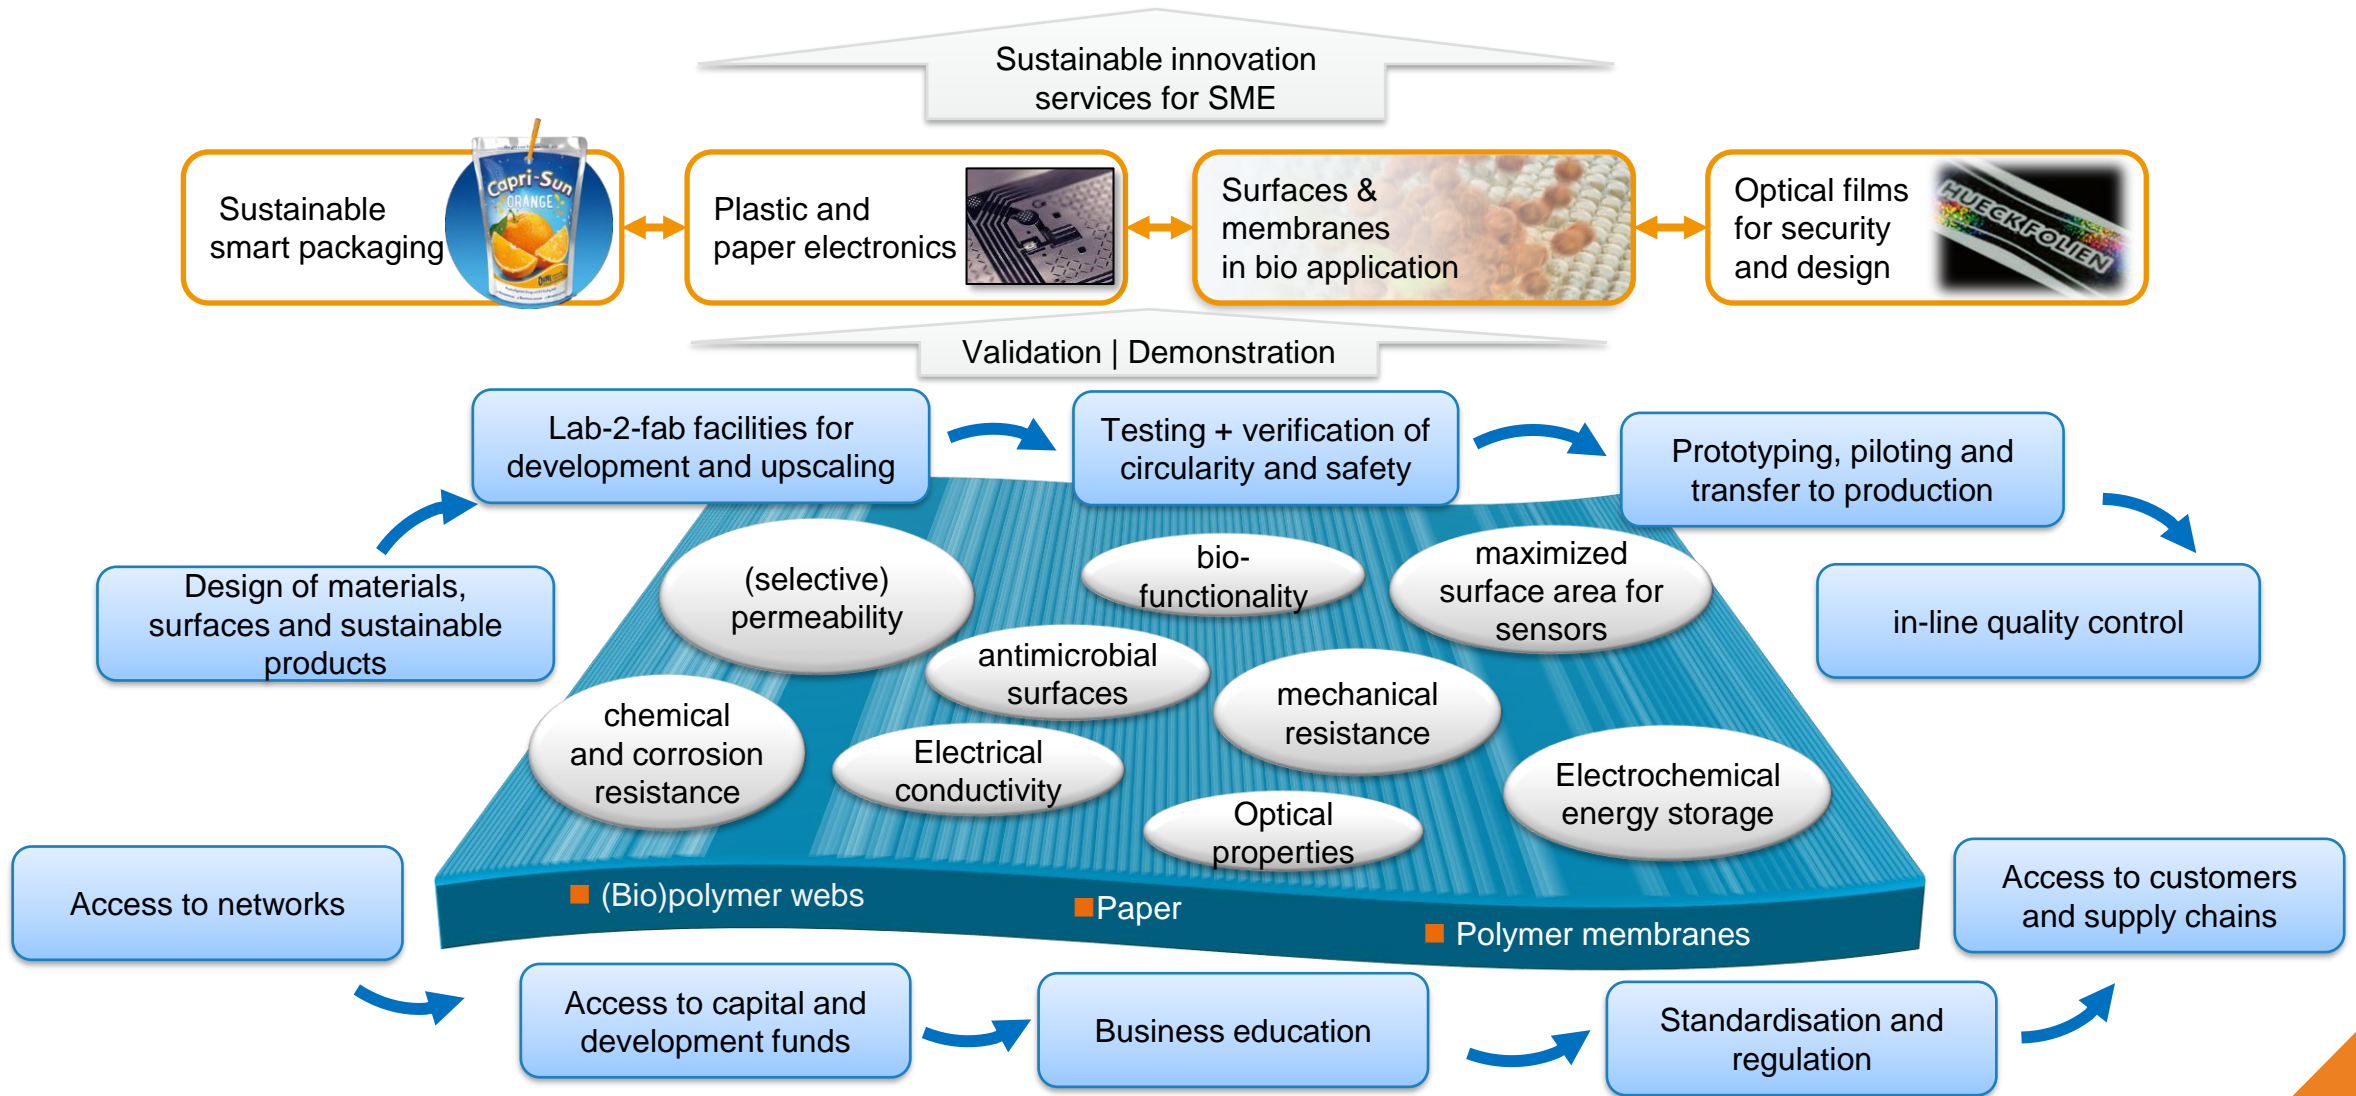 Sustainable innovation
services for SME
Sustainable
smart packaging
Capri-Sun
ORANGE
Plastic and
paper electronics
Surfaces &
membranes
in bio application
Optical films
for security
and design
HUECK FOLIEN
Validation | Demonstration
Lab-2-fab facilities for
development and upscaling
Testing + verification of
circularity and safety
Prototyping, piloting and
transfer to production
Design of materials,
surfaces and sustainable
products
in-line quality control
(selective)
permeability
bio-
functionality
maximized
surface area for
sensors
antimicrobial
surfaces
mechanical
resistance
chemical
and corrosion
resistance
Electrical
conductivity
Electrochemical
energy storage
Optical
properties
(Bio)polymer webs
Paper
Polymer membranes
Access to networks
Access to capital and
development funds
Business education
Standardisation and
regulation
Access to customers
and supply chains